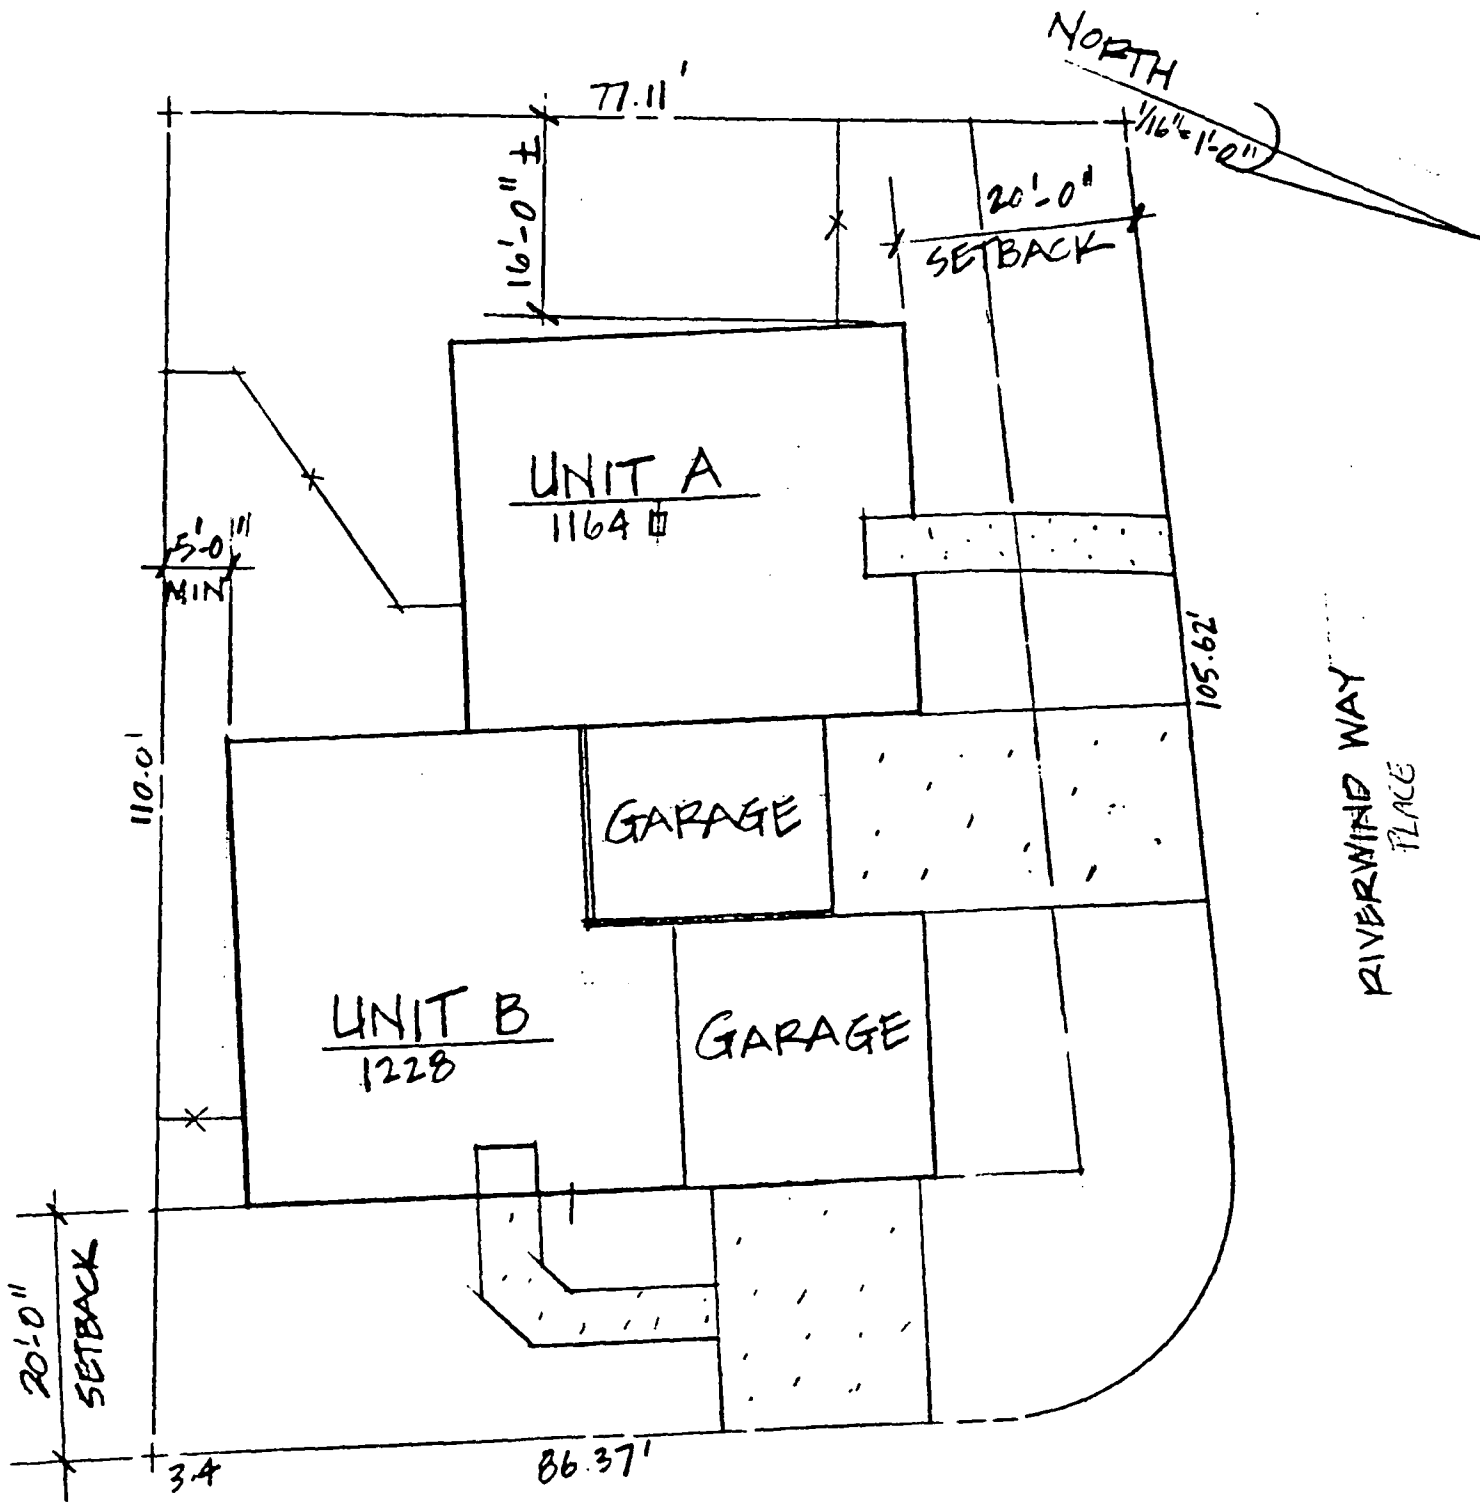 NORTH
1/16" = 1'-0"
77.11'
16'-0" ±
20'-0"
SETBACK
UNIT A
1164
5'-0"
MIN
105.62'
110.0'
GARAGE
RIVERWIND WAY
PLACE
UNIT B
1228
GARAGE
20'-0"
SETBACK
3.4
86.37'